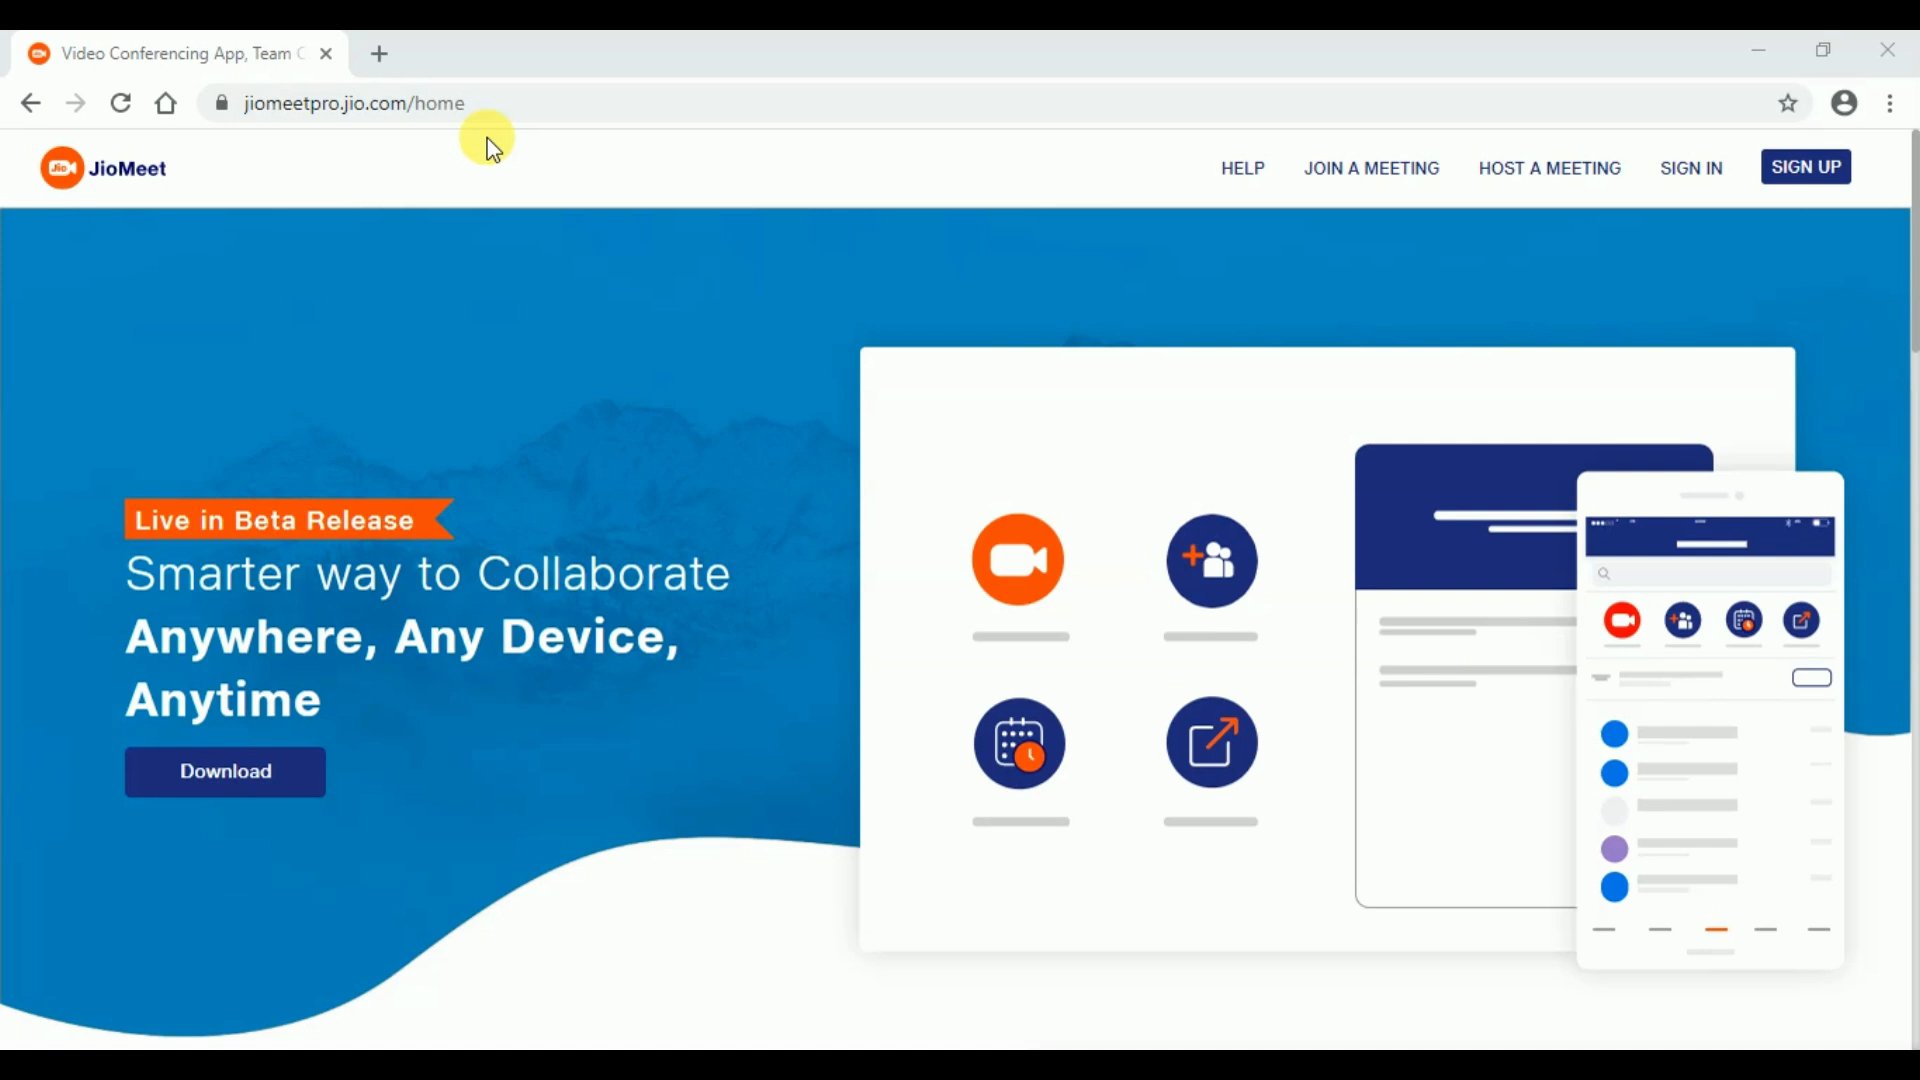 Video Conferencing App, Team
jiomeetpro.jio.com/home
Jio JioMeet
HELP
JOIN A MEETING
HOST A MEETING
SIGN IN
SIGN UP
Live in Beta Release
Smarter way to Collaborate
Anywhere, Any Device,
Anytime
Download